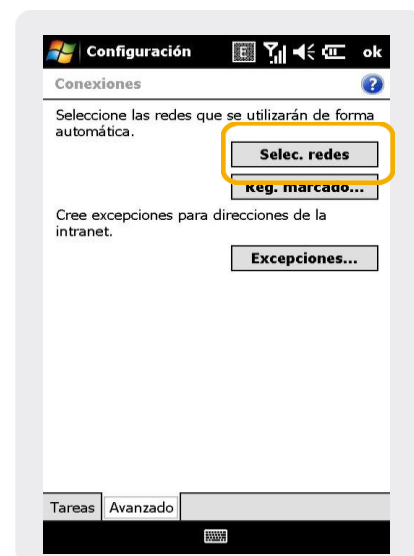 Configuración
E
ok
Conexiones
?
Seleccione las redes que se utilizarán de forma
automática.
Selec. redes
Reg. marcado...
Cree excepciones para direcciones de la
intranet.
Excepciones...
Tareas
Avanzado